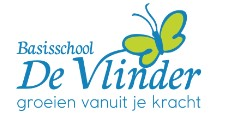 Basisschool
De Vlinder
groeien vanuit je kracht